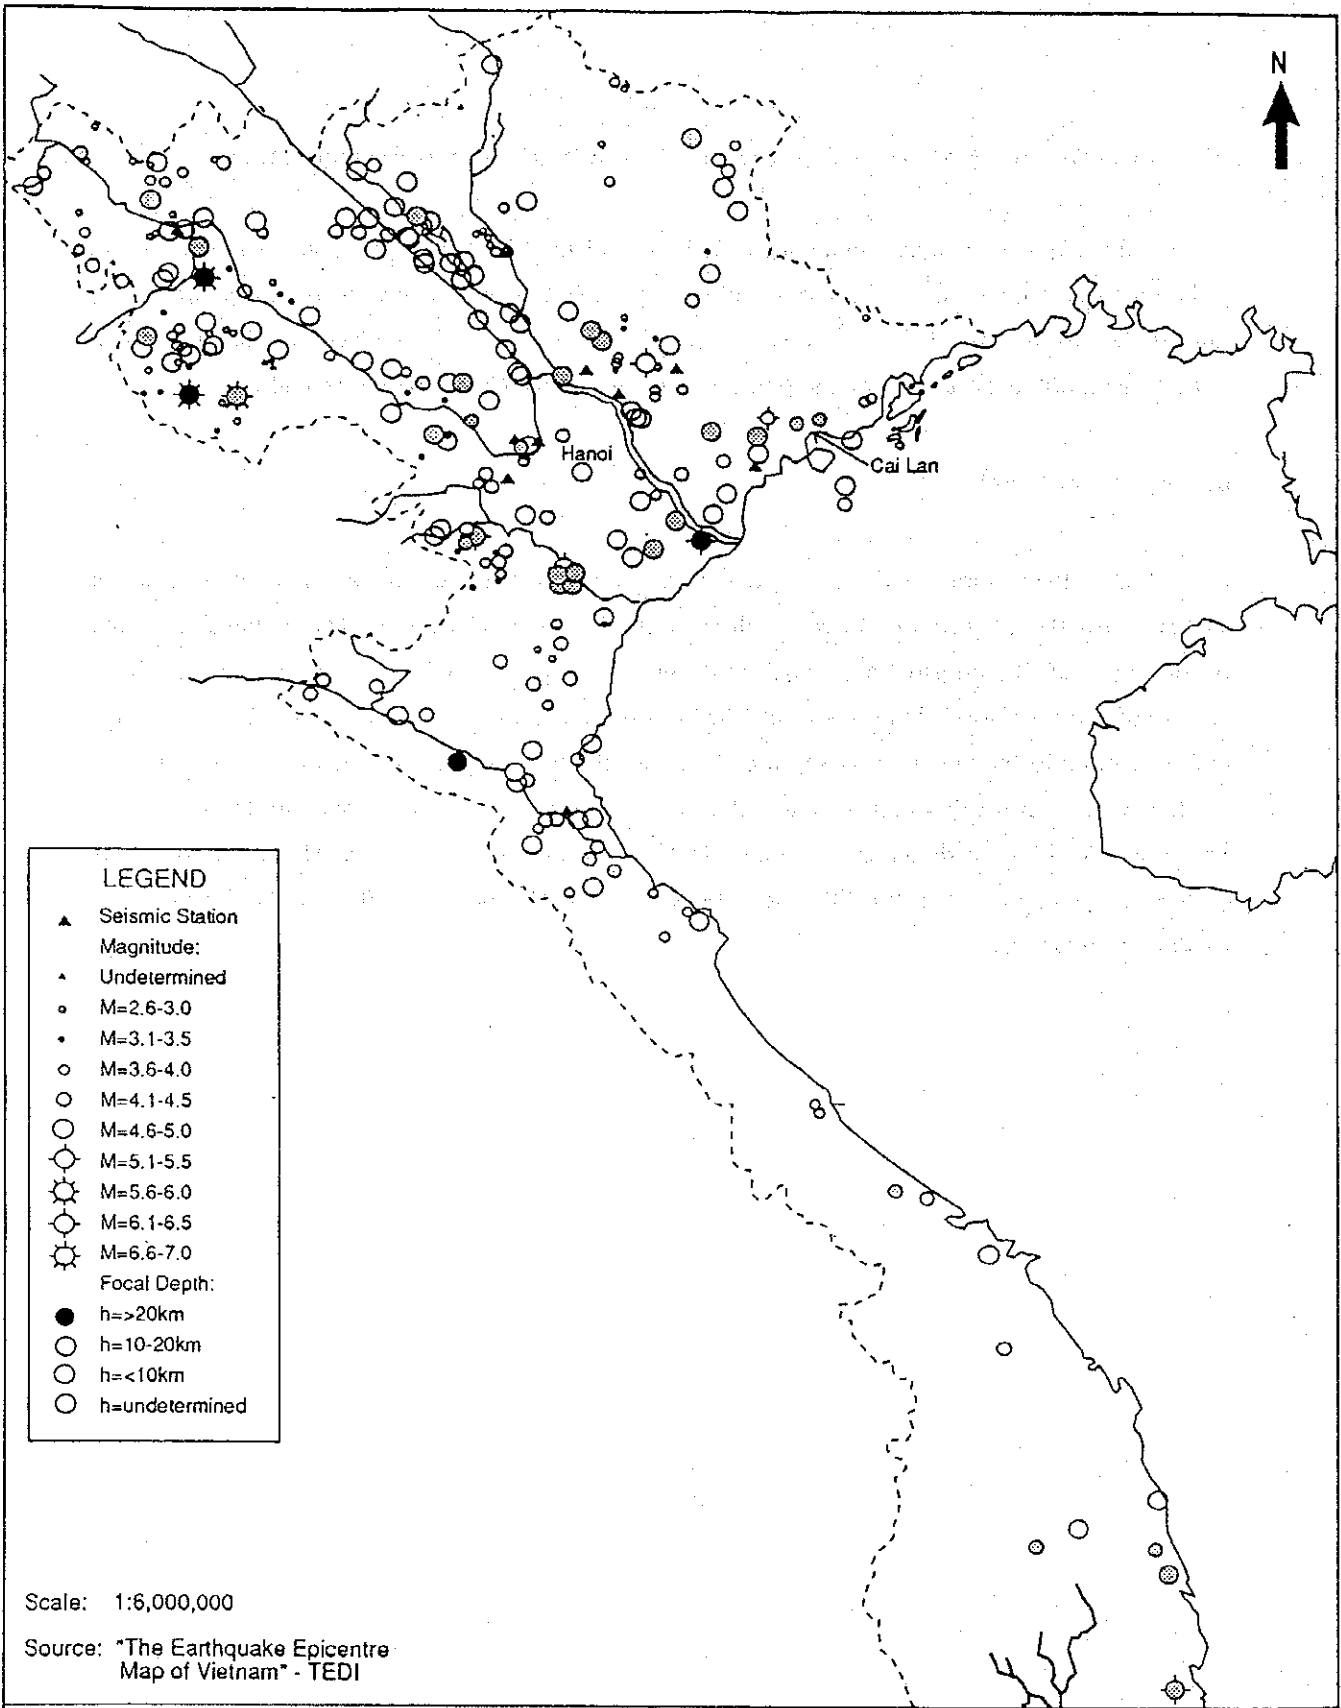 N
Hanoi
Cai Lan
LEGEND
Seismic Station
Magnitude:
Undetermined
M=2.6-3.0
M=3.1-3.5
M=3.6-4.0
M=4.1-4.5
M=4.6-5.0
M=5.1-5.5
M=5.6-6.0
M=6.1-6.5
M=6.6-7.0
Focal Depth:
h=>20km
h=10-20km
h=<10km
h=undetermined
Scale: 1:6,000,000
Source: "The Earthquake Epicentre
Map of Vietnam" - TEDI